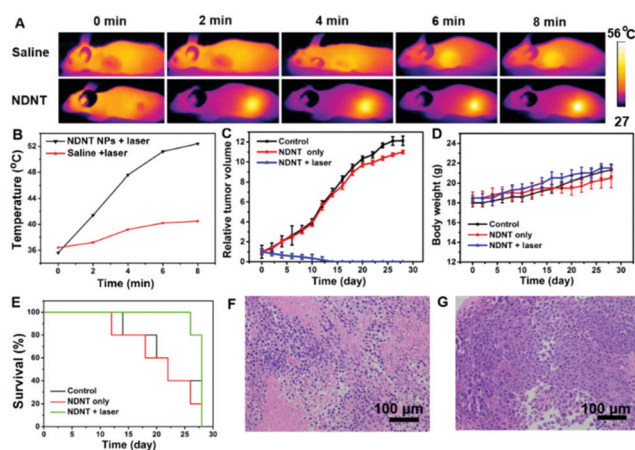 A
0 min 2 min 4 min 6 min 8 min
Saline
NDNT
56 °C
27
B
NDNT NPs + laser
Saline +laser
Temperature (°C)
52
48
44
40
36
0 2 4 6 8
Time (min)
C
Control
NDNT only
NDNT + laser
Relative tumor volume
12
10
8
6
4
2
0
0 5 10 15 20 25 30
Time (day)
D
Body weight (g)
24
22
20
18
16
14
12
Control
NDNT only
NDNT + laser
0 5 10 15 20 25 30
Time (day)
E
Survival (%)
100
80
60
40
20
0
Control
NDNT only
NDNT + laser
0 5 10 15 20 25 30
Time (day)
F
100 µm
G
100 µm